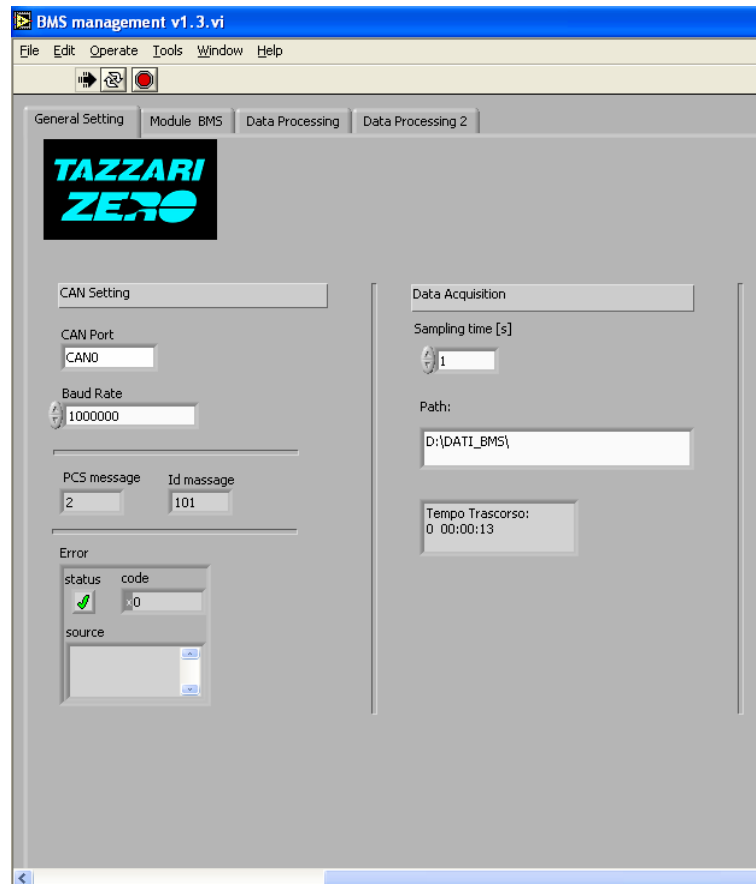 BMS management v1.3.vi
File Edit Operate Tools Window Help
General Setting Module BMS Data Processing Data Processing 2
TAZZARI
ZERO
CAN Setting
CAN Port
CAN0
Baud Rate
1000000
PCS message Id massage
2 101
Error
status code
x0
source
Data Acquisition
Sampling time [s]
1
Path:
D:\DATI_BMS\
Tempo Trascorso:
0 00:00:13